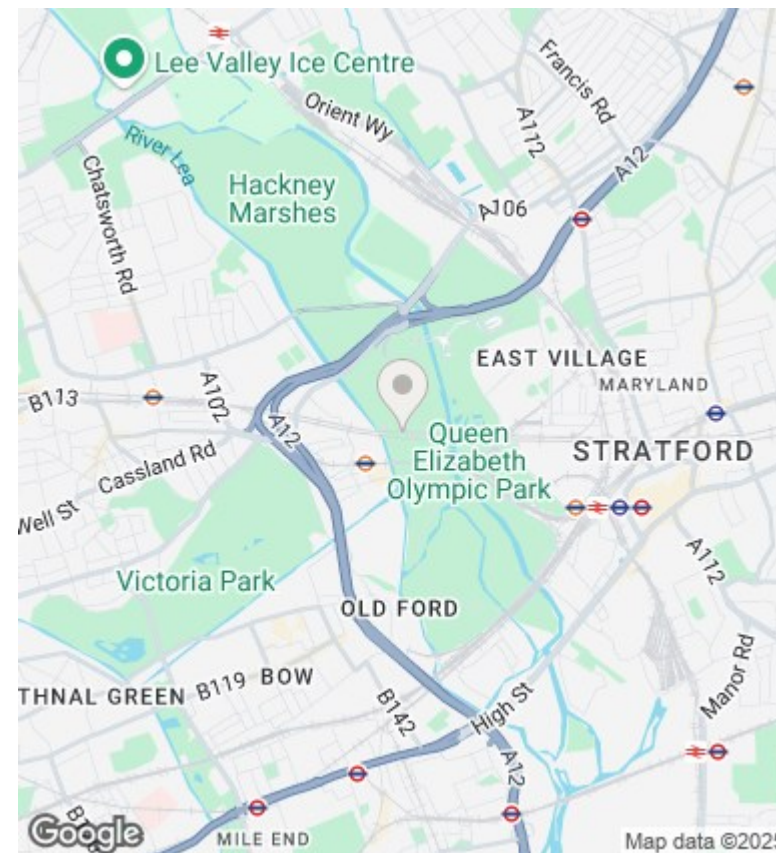 Lee Valley Ice Centre
Francis Rd
Orient Wy
A112
A12
River Lea
Hackney
Marshes
Chatsworth Rd
A106
EAST VILLAGE
MARYLAND
B113
A102
A12
Cassland Rd
Queen
Elizabeth
Olympic Park
STRATFORD
Well St
A112
Victoria Park
OLD FORD
Manor Rd
THNAL GREEN
B119
BOW
B142
High St
A12
Google
MILE END
Map data ©2025